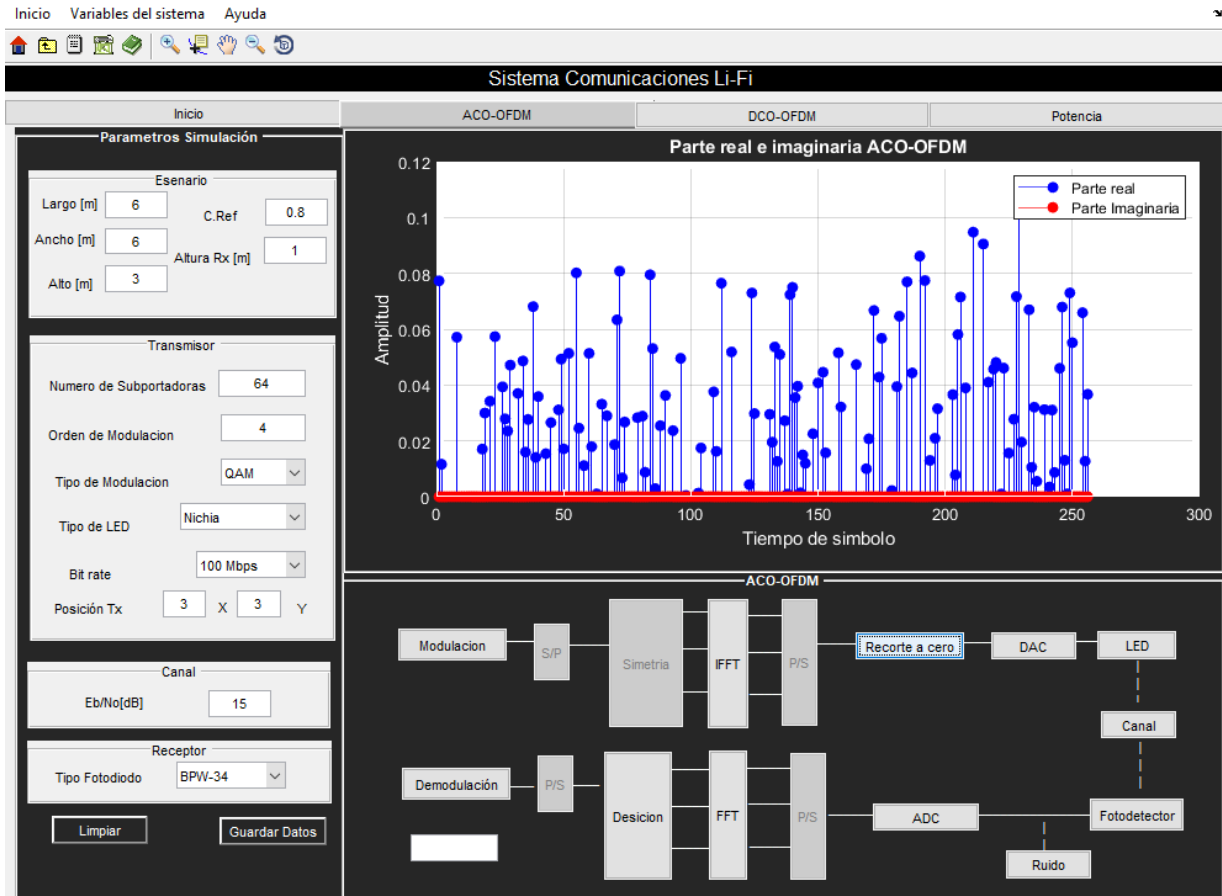 Inicio Variables del sistema Ayuda
Sistema Comunicaciones Li-Fi
Inicio ACO-OFDM DCO-OFDM Potencia
Parametros Simulación
Esenario
Largo [m] 6 C.Ref 0.8
Ancho [m] 6 Altura Rx [m] 1
Alto [m] 3
Transmisor
Numero de Subportadoras 64
Orden de Modulacion 4
Tipo de Modulacion QAM
Tipo de LED Nichia
Bit rate 100 Mbps
Posición Tx 3 X 3 Y
Canal
Eb/No[dB] 15
Receptor
Tipo Fotodiodo BPW-34
Limpiar Guardar Datos
Parte real e imaginaria ACO-OFDM
Parte real
Parte Imaginaria
Amplitud
0.12
0.1
0.08
0.06
0.04
0.02
0
0 50 100 150 200 250 300
Tiempo de simbolo
ACO-OFDM
Modulacion S/P Simetria IFFT P/S Recorte a cero DAC LED
Canal
Demodulación P/S Desicion FFT P/S ADC Fotodetector
Ruido